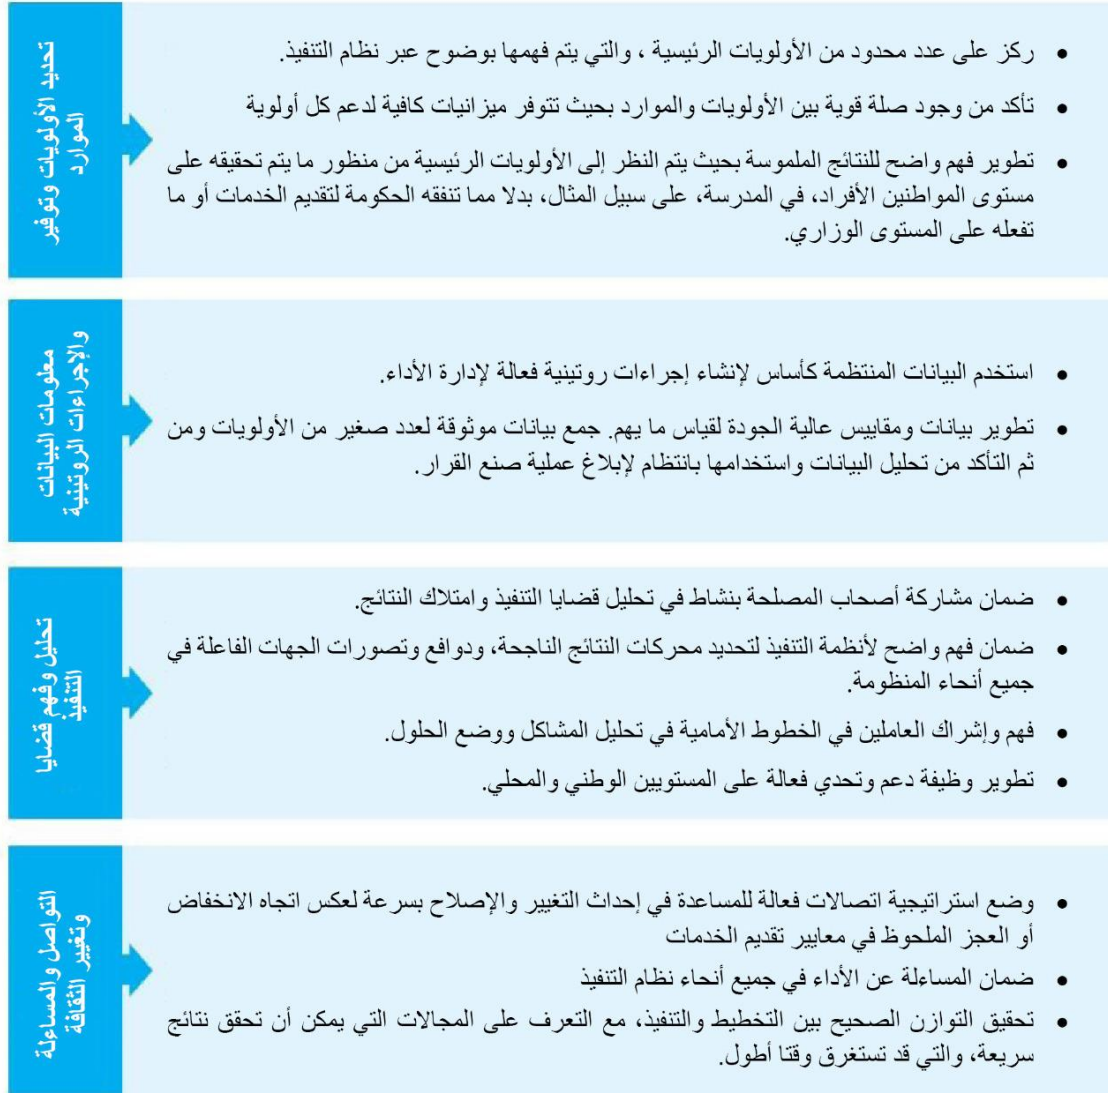 تحديد الأولويات وتوفير
الموارد
● ركز على عدد محدود من الأولويات الرئيسية ، والتي يتم فهمها بوضوح عبر نظام التنفيذ.
● تأكد من وجود صلة قوية بين الأولويات والموارد بحيث تتوفر ميزانيات كافية لدعم كل أولوية
● تطوير فهم واضح للنتائج الملموسة بحيث يتم النظر إلى الأولويات الرئيسية من منظور ما يتم تحقيقه على
مستوى المواطنين الأفراد، في المدرسة، على سبيل المثال، بدلا مما تنفقه الحكومة لتقديم الخدمات أو ما
تفعله على المستوى الوزاري.
معلومات البيانات
والإجراءات الروتينية
● استخدم البيانات المنتظمة كأساس لإنشاء إجراءات روتينية فعالة لإدارة الأداء.
● تطوير بيانات ومقاييس عالية الجودة لقياس ما يهم. جمع بيانات موثوقة لعدد صغير من الأولويات ومن
ثم التأكد من تحليل البيانات واستخدامها بانتظام لإبلاغ عملية صنع القرار.
تحليل وفهم قضايا
التنفيذ
● ضمان مشاركة أصحاب المصلحة بنشاط في تحليل قضايا التنفيذ وامتلاك النتائج.
● ضمان فهم واضح لأنظمة التنفيذ لتحديد محركات النتائج الناجحة، ودوافع وتصورات الجهات الفاعلة في
جميع أنحاء المنظومة.
● فهم وإشراك العاملين في الخطوط الأمامية في تحليل المشاكل ووضع الحلول.
● تطوير وظيفة دعم وتحدي فعالة على المستويين الوطني والمحلي.
التواصل والمساءلة
وتغيير الثقافة
● وضع استراتيجية اتصالات فعالة للمساعدة في إحداث التغيير والإصلاح بسرعة لعكس اتجاه الانخفاض
أو العجز الملحوظ في معايير تقديم الخدمات
● ضمان المساءلة عن الأداء في جميع أنحاء نظام التنفيذ
● تحقيق التوازن الصحيح بين التخطيط والتنفيذ، مع التعرف على المجالات التي يمكن أن تحقق نتائج
سريعة، والتي قد تستغرق وقتا أطول.